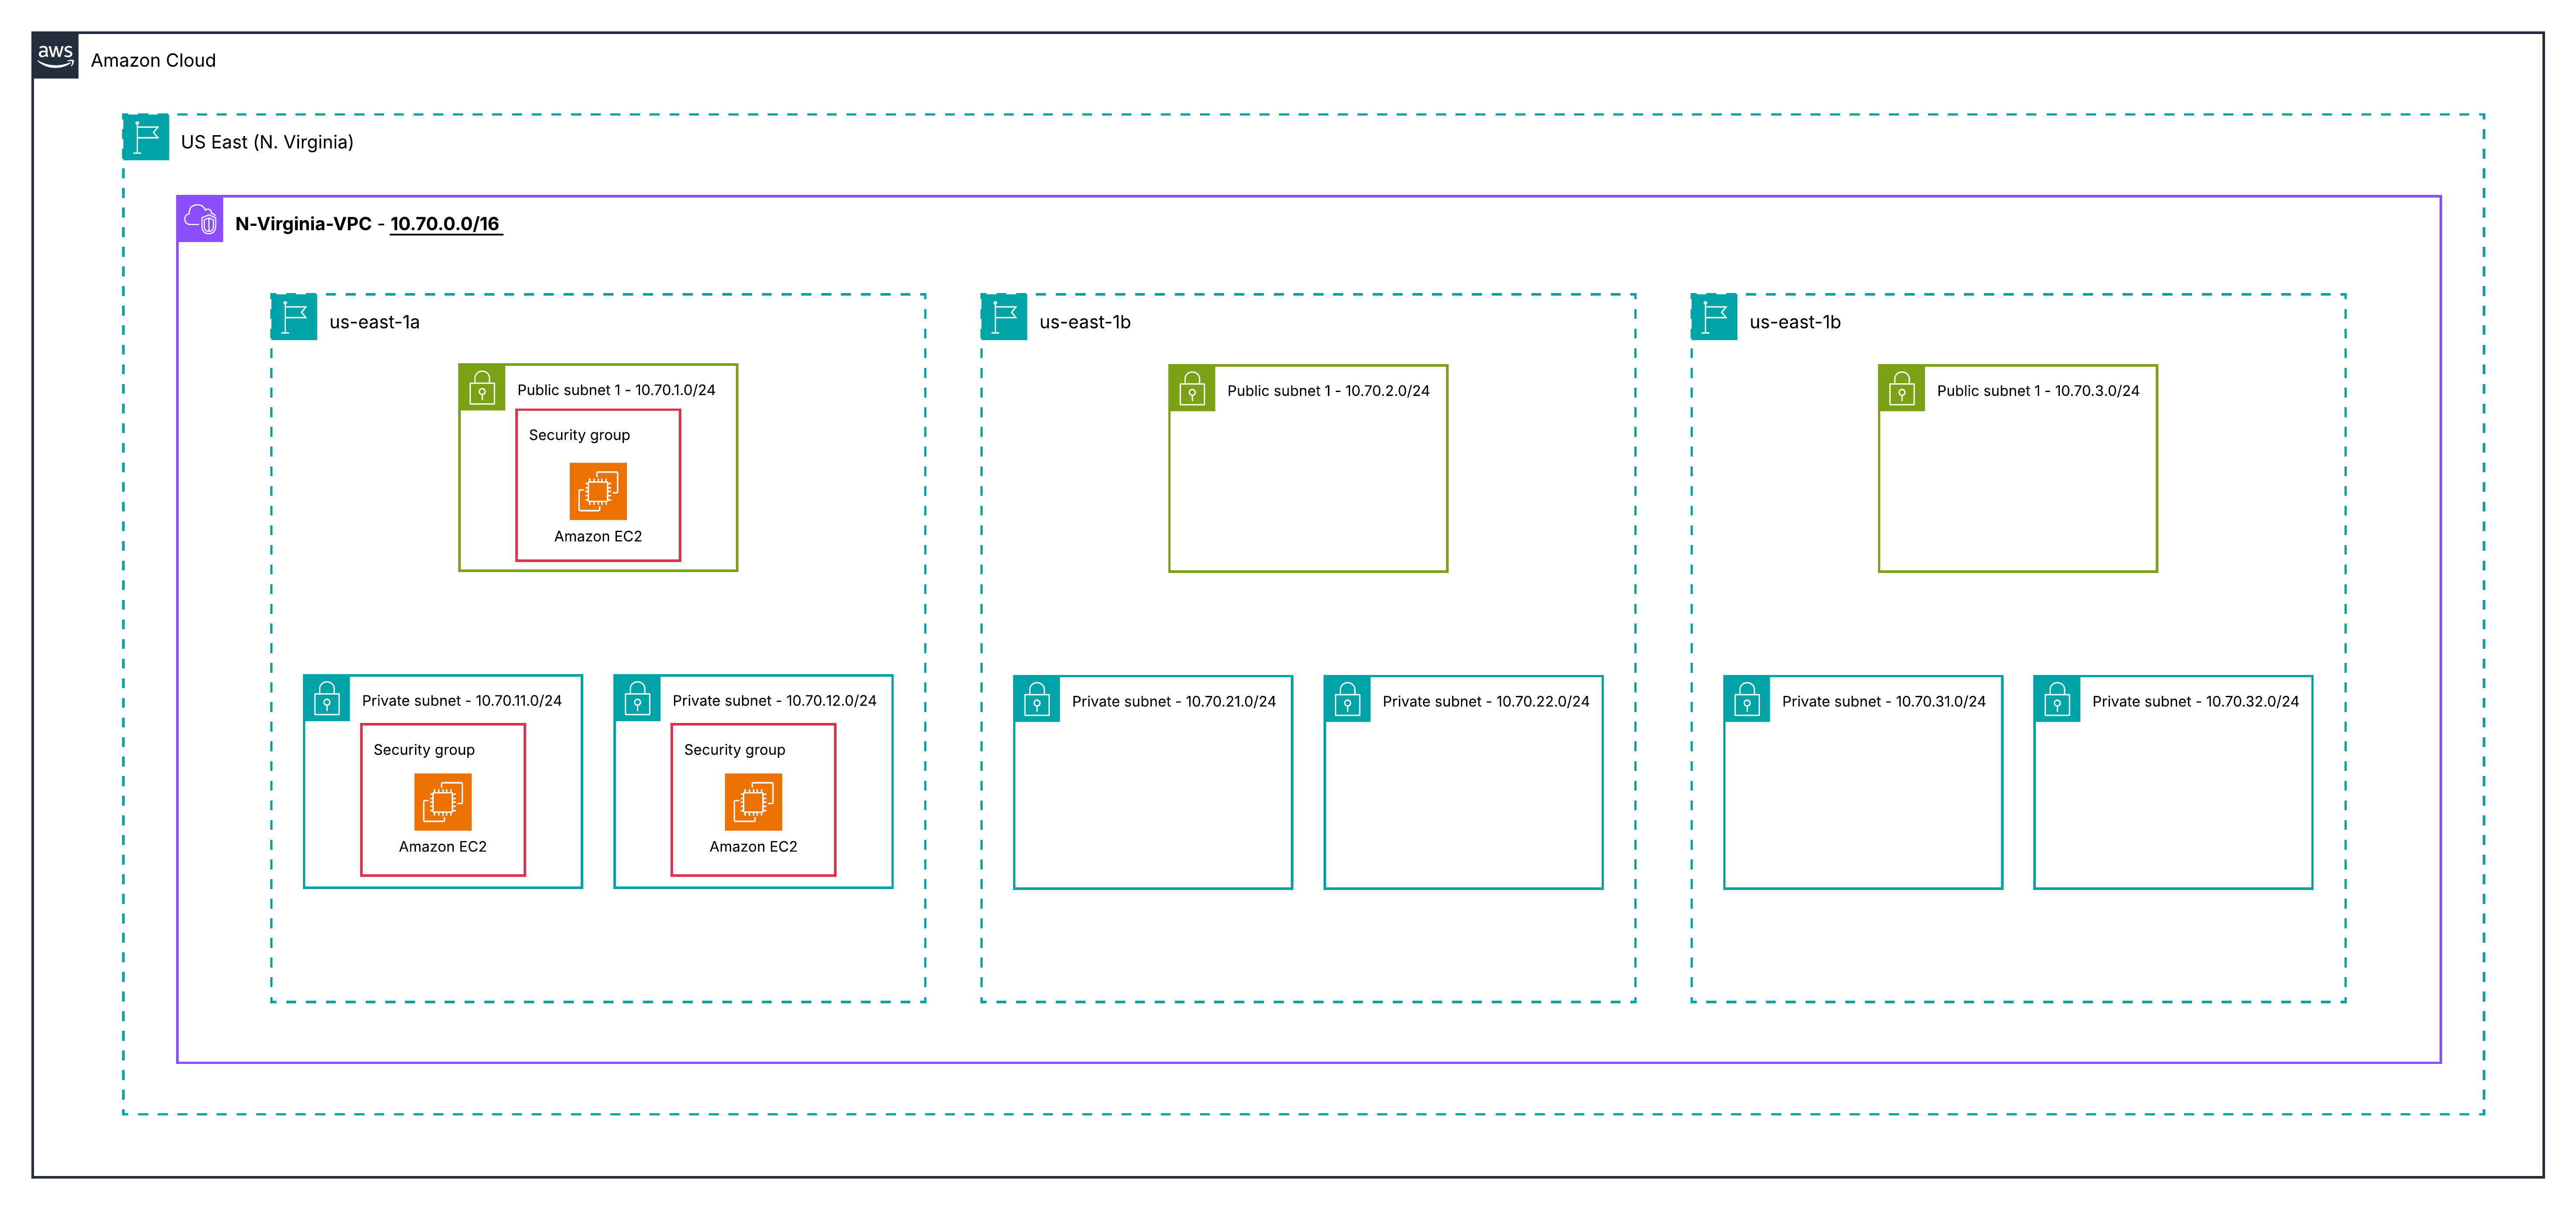 aws
Amazon Cloud
US East (N. Virginia)
N-Virginia-VPC - 10.70.0.0/16
us-east-1a
us-east-1b
us-east-1b
Public subnet 1 - 10.70.1.0/24
Public subnet 1 - 10.70.2.0/24
Public subnet 1 - 10.70.3.0/24
Security group
Amazon EC2
Private subnet - 10.70.11.0/24
Private subnet - 10.70.12.0/24
Private subnet - 10.70.21.0/24
Private subnet - 10.70.22.0/24
Private subnet - 10.70.31.0/24
Private subnet - 10.70.32.0/24
Security group
Security group
Amazon EC2
Amazon EC2